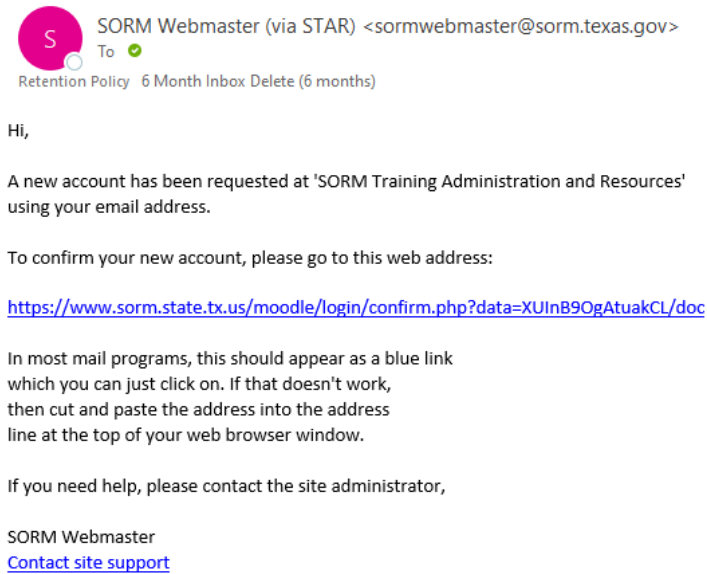 S
SORM Webmaster (via STAR) <sormwebmaster@sorm.texas.gov>
To
Retention Policy 6 Month Inbox Delete (6 months)
Hi,
A new account has been requested at 'SORM Training Administration and Resources'
using your email address.
To confirm your new account, please go to this web address:
https://www.sorm.state.tx.us/moodle/login/confirm.php?data=XUInB9OgAtuakCL/doc
In most mail programs, this should appear as a blue link
which you can just click on. If that doesn't work,
then cut and paste the address into the address
line at the top of your web browser window.
If you need help, please contact the site administrator,
SORM Webmaster
Contact site support